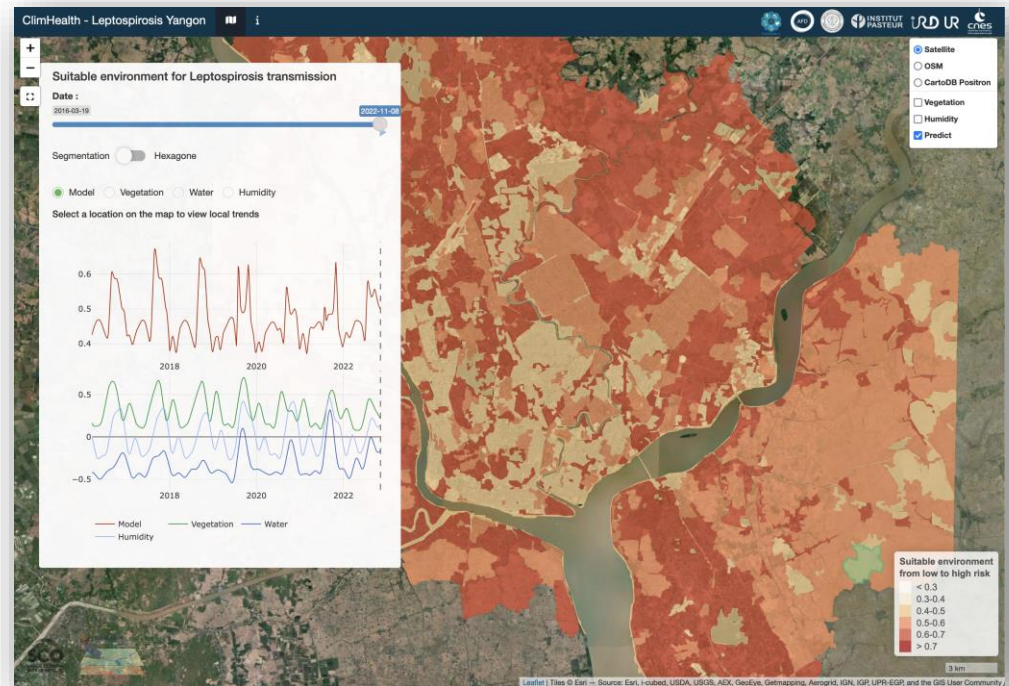 ClimHealth - Leptospirosis Yangon
i
AFD
INSTITUT PASTEUR
IRD
UR
cnes
+
−
Suitable environment for Leptospirosis transmission
Date :
2016-03-19
2022-11-08
Segmentation
Hexagone
Model
Vegetation
Water
Humidity
Select a location on the map to view local trends
0.6
0.5
0.4
2018
2020
2022
0.5
0
−0.5
2018
2020
2022
Model
Vegetation
Water
Humidity
Satellite
OSM
CartoDB Positron
Vegetation
Humidity
Predict
Suitable environment
from low to high risk
< 0.3
0.3-0.4
0.4-0.5
0.5-0.6
0.6-0.7
> 0.7
3 km
SCO
Leaflet | Tiles © Esri — Source: Esri, i-cubed, USDA, USGS, AEX, GeoEye, Getmapping, Aerogrid, IGN, IGP, UPR-EGP, and the GIS User Community